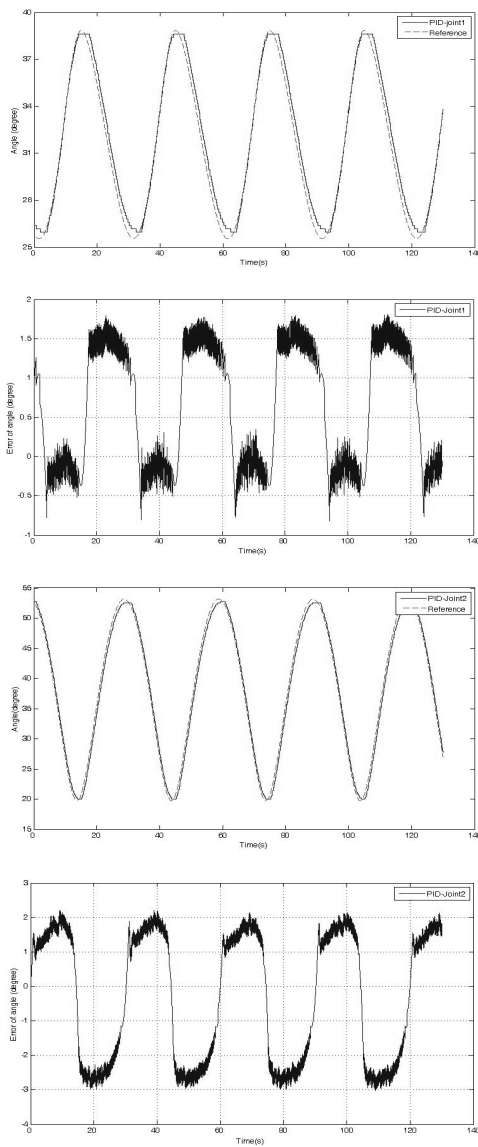 40
37
34
31
28
25
Angle (degree)
PID-joint1
Reference
0 20 40 60 80 100 120 140
Time(s)
2
1.5
1
0.5
0
-0.5
-1
Error of angle (degree)
PID-Joint1
0 20 40 60 80 100 120 140
Time(s)
55
50
45
40
35
30
25
20
15
Angle(degree)
PID-Joint2
Reference
0 20 40 60 80 100 120 140
Time(s)
3
2
1
0
-1
-2
-3
-4
Error of angle (degree)
PID-Joint2
0 20 40 60 80 100 120 140
Time(s)